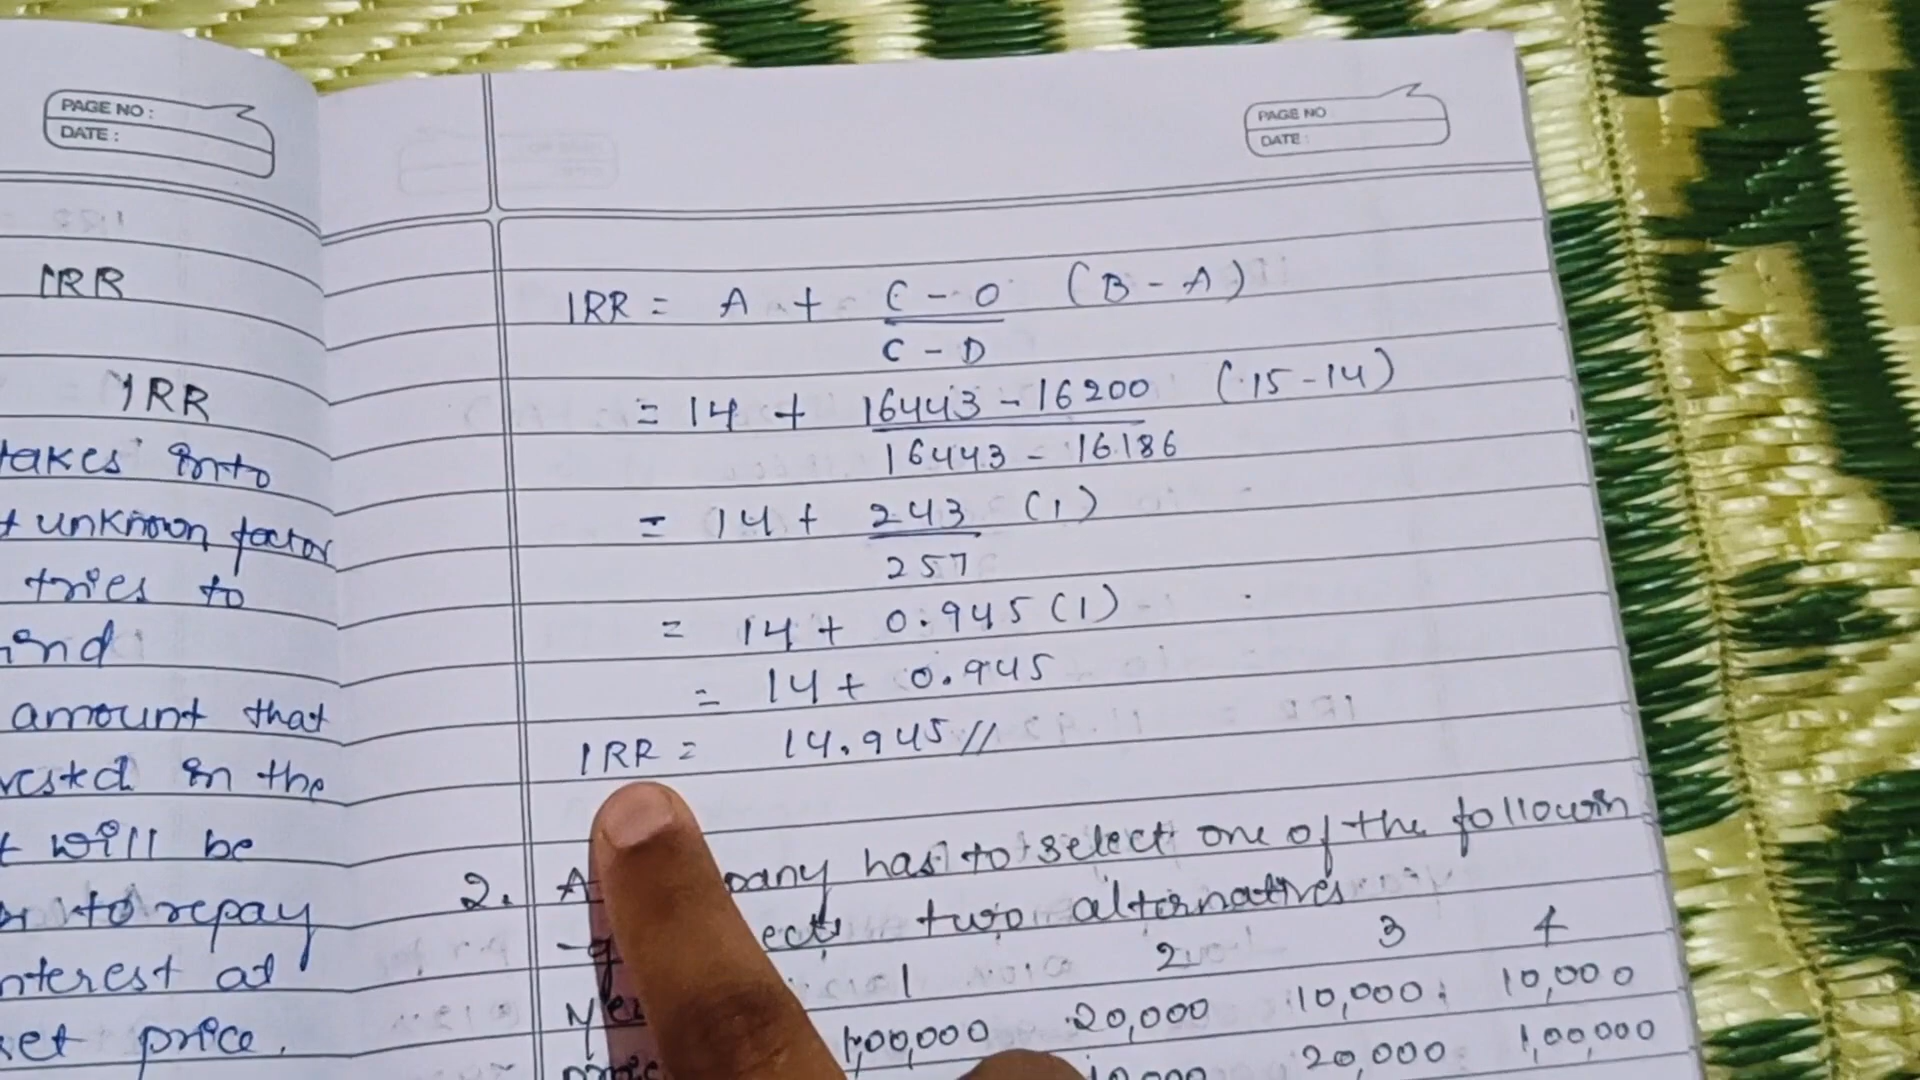 PAGE NO :
DATE :
IRR
IRR
takes into
unknown factor
tries to
amount that
in the
will be
to repay
interest at
price.
PAGE NO
DATE :
IRR = A + C - O (B - A)
C - D
= 14 + 16443 - 16200 (15 - 14)
16443 - 16186
= 14 + 243 (1)
257
= 14 + 0.945 (1)
= 14 + 0.945
IRR = 14.945//
2. A has to select one of the followin
two alternatives
1 2 3 4
1,00,000 20,000 10,000 10,000
20,000 1,00,000